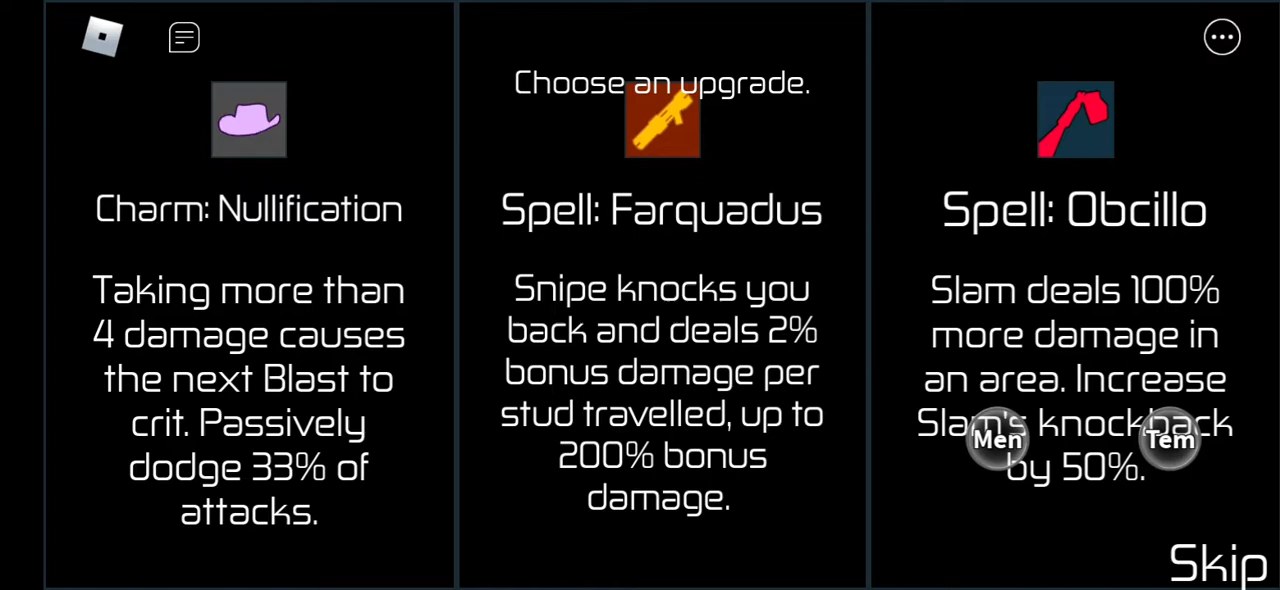 Choose an upgrade.
Charm: Nullification
Taking more than
4 damage causes
the next Blast to
crit. Passively
dodge 33% of
attacks.
Spell: Farquadus
Snipe knocks you
back and deals 2%
bonus damage per
stud travelled, up to
200% bonus
damage.
Spell: Obcillo
Slam deals 100%
more damage in
an area. Increase
Slam's knockback
by 50%.
Men
Tem
Skip